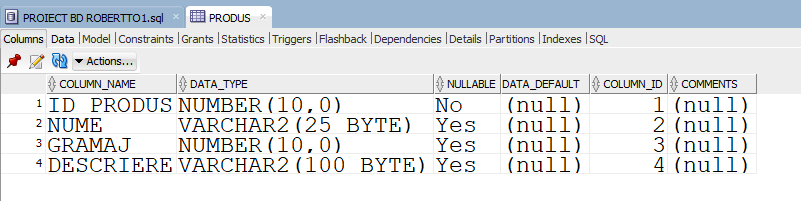 PROIECT BD ROBERTTO1.sql PRODUS
Columns Data Model Constraints Grants Statistics Triggers Flashback Dependencies Details Partitions Indexes SQL
Actions...
COLUMN_NAME DATA_TYPE NULLABLE DATA_DEFAULT COLUMN_ID COMMENTS
1 ID_PRODUS NUMBER(10,0) No (null) 1 (null)
2 NUME VARCHAR2(25 BYTE) Yes (null) 2 (null)
3 GRAMAJ NUMBER(10,0) Yes (null) 3 (null)
4 DESCRIERE VARCHAR2(100 BYTE) Yes (null) 4 (null)